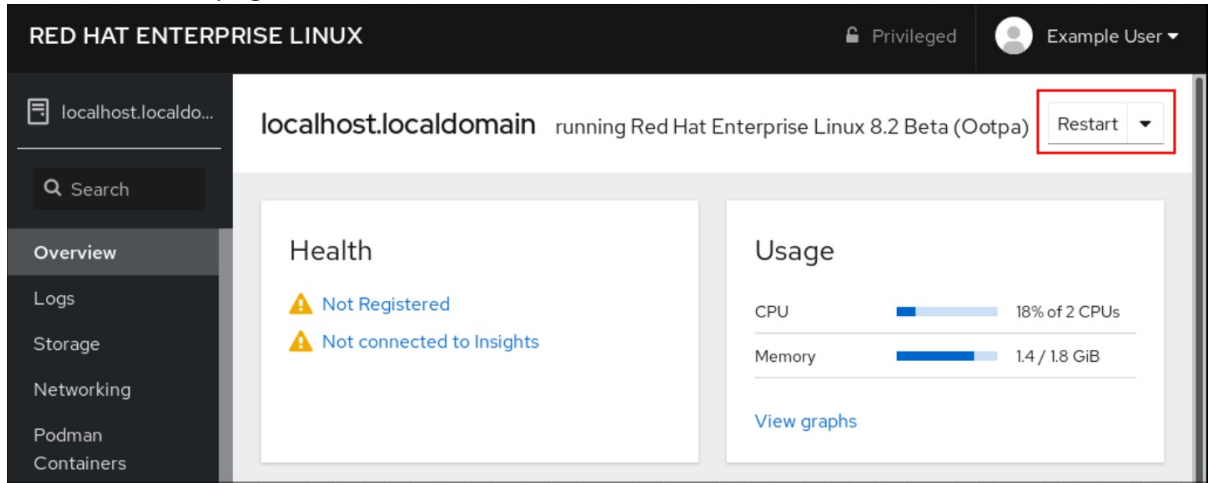 RED HAT ENTERPRISE LINUX
Privileged
Example User
localhost.localdo...
localhost.localdomain running Red Hat Enterprise Linux 8.2 Beta (Ootpa)
Restart
Search
Overview
Logs
Storage
Networking
Podman
Containers
Health
Not Registered
Not connected to Insights
Usage
CPU 18% of 2 CPUs
Memory 1.4 / 1.8 GiB
View graphs